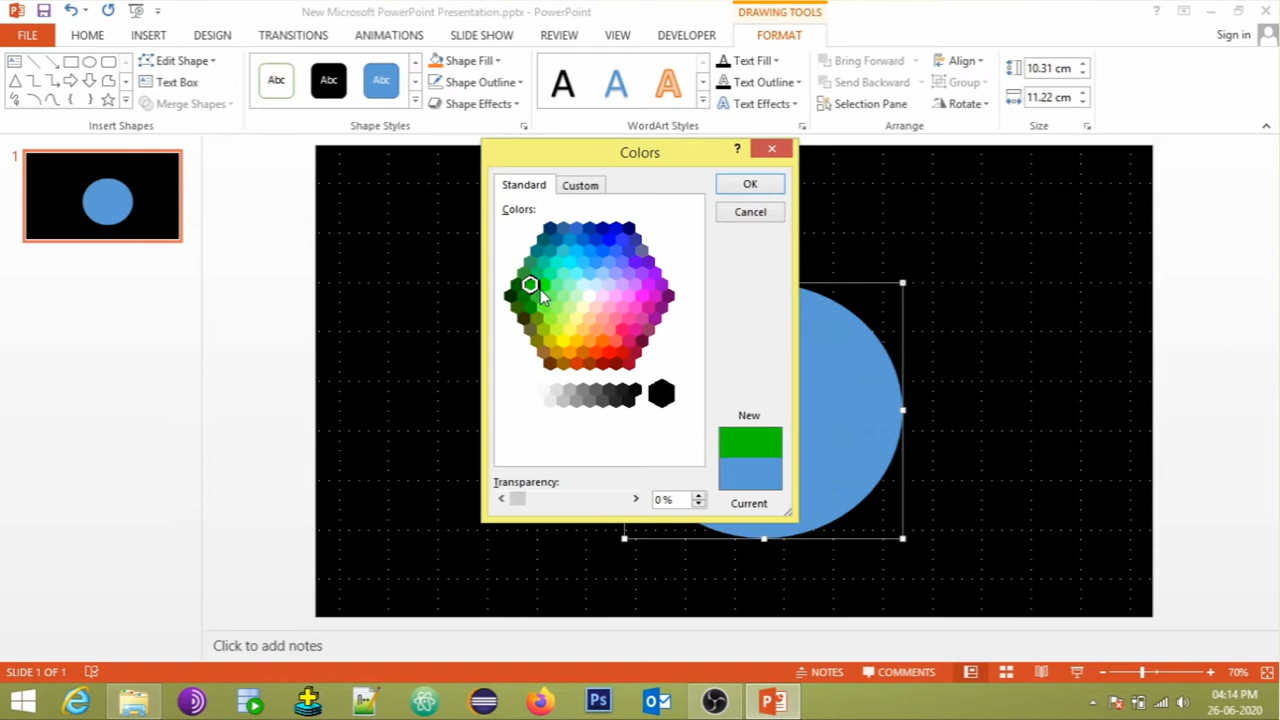 New Microsoft PowerPoint Presentation.pptx - PowerPoint
DRAWING TOOLS
?
FILE HOME INSERT DESIGN TRANSITIONS ANIMATIONS SLIDE SHOW REVIEW VIEW DEVELOPER FORMAT Sign in
Edit Shape
Text Box
Merge Shapes
Insert Shapes
Abc Abc Abc
Shape Fill
Shape Outline
Shape Effects
Shape Styles
A A A
Text Fill
Text Outline
Text Effects
WordArt Styles
Bring Forward
Send Backward
Selection Pane
Align
Group
Rotate
Arrange
10.31 cm
11.22 cm
Size
1
Colors
?
Standard Custom
OK
Cancel
Colors:
New
Current
Transparency:
0 %
Click to add notes
SLIDE 1 OF 1
NOTES COMMENTS
70%
Ps
04:14 PM
26-06-2020